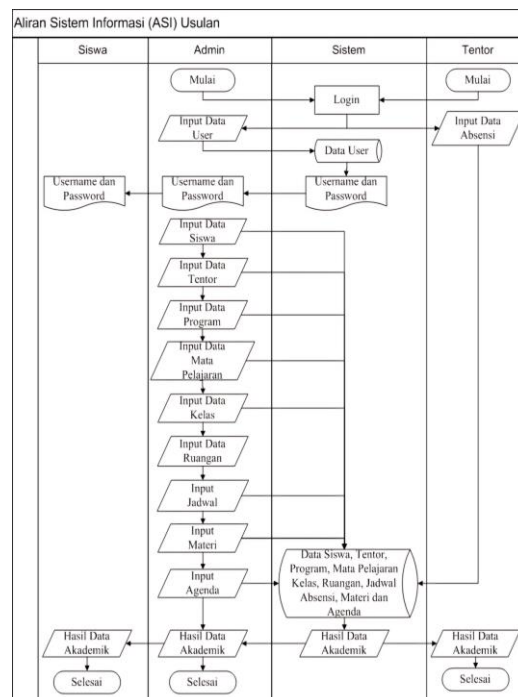 Aliran Sistem Informasi (ASI) Usulan
Siswa
Admin
Sistem
Tentor
Mulai
Mulai
Login
Input Data
User
Input Data
Absensi
Data User
Username dan
Password
Username dan
Password
Username dan
Password
Input Data
Siswa
Input Data
Tentor
Input Data
Program
Input Data
Mata
Pelajaran
Input Data
Kelas
Input Data
Ruangan
Input
Jadwal
Input
Materi
Input
Agenda
Data Siswa, Tentor,
Program, Mata Pelajaran
Kelas, Ruangan, Jadwal
Absensi, Materi dan
Agenda
Hasil Data
Akademik
Hasil Data
Akademik
Hasil Data
Akademik
Hasil Data
Akademik
Selesai
Selesai
Selesai